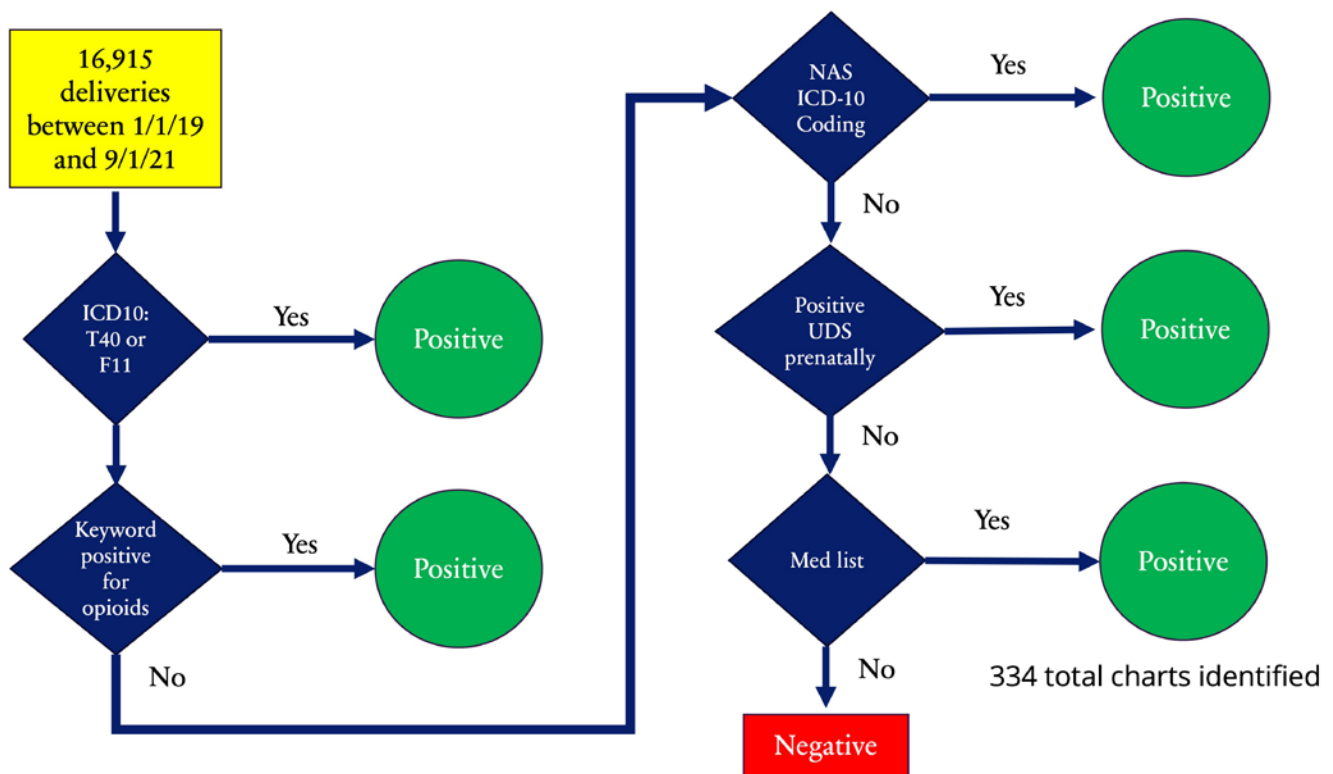 16,915
deliveries
between 1/1/19
and 9/1/21
ICD10:
T40 or
F11
Yes
Positive
Keyword
positive
for
opioids
Yes
Positive
No
NAS
ICD-10
Coding
Yes
Positive
No
Positive
UDS
prenatally
Yes
Positive
No
Med list
Yes
Positive
No
334 total charts identified
Negative